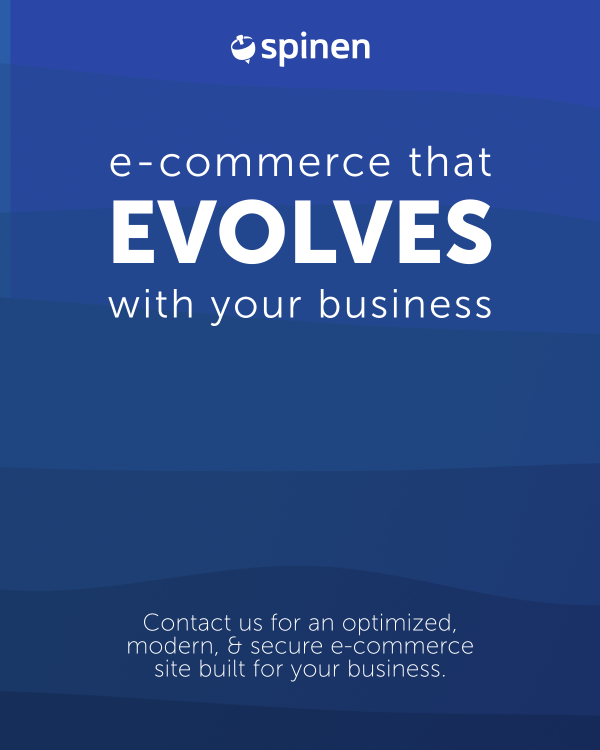 spinen
e-commerce that
EVOLVES
with your business
Contact us for an optimized,
modern, & secure e-commerce
site built for your business.